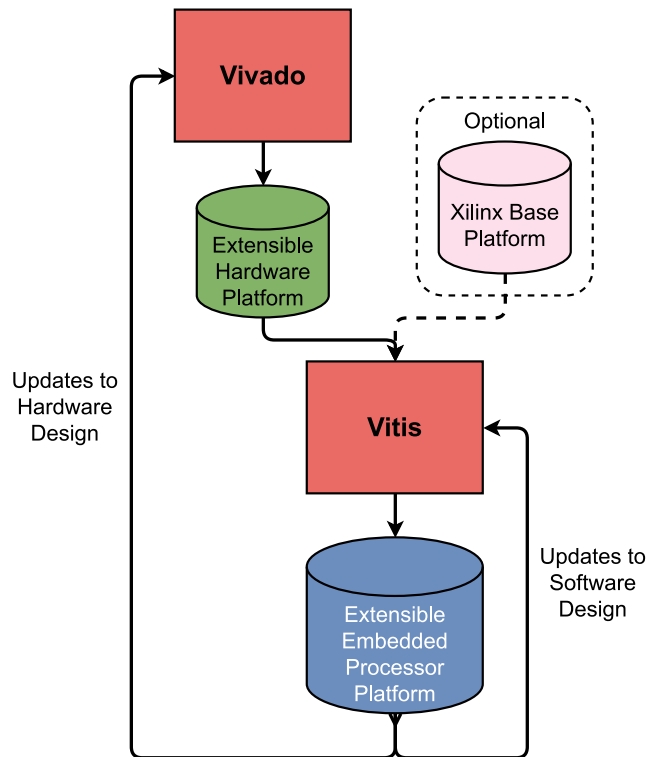 Vivado
Optional
Xilinx Base
Platform
Extensible
Hardware
Platform
Updates to
Hardware
Design
Vitis
Updates to
Software
Design
Extensible
Embedded
Processor
Platform